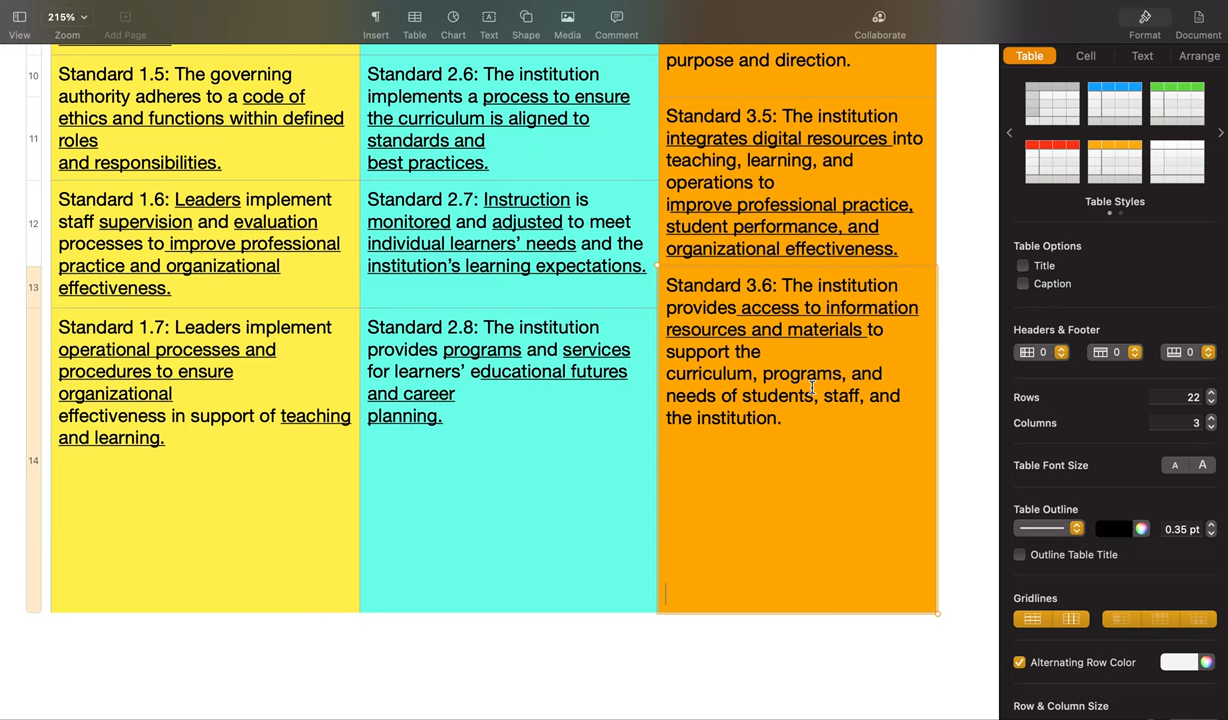 215%
View
Zoom
Add Page
Insert
Table
Chart
Text
Shape
Media
Comment
Collaborate
Format
Document
10
Standard 1.5: The governing
authority adheres to a code of
ethics and functions within defined
roles
and responsibilities.
11
12
Standard 1.6: Leaders implement
staff supervision and evaluation
processes to improve professional
practice and organizational
effectiveness.
13
Standard 1.7: Leaders implement
operational processes and
procedures to ensure
organizational
effectiveness in support of teaching
and learning.
14
Standard 2.6: The institution
implements a process to ensure
the curriculum is aligned to
standards and
best practices.
Standard 2.7: Instruction is
monitored and adjusted to meet
individual learners’ needs and the
institution’s learning expectations.
Standard 2.8: The institution
provides programs and services
for learners’ educational futures
and career
planning.
purpose and direction.
Standard 3.5: The institution
integrates digital resources into
teaching, learning, and
operations to
improve professional practice,
student performance, and
organizational effectiveness.
Standard 3.6: The institution
provides access to information
resources and materials to
support the
curriculum, programs, and
needs of students, staff, and
the institution.
Table
Cell
Text
Arrange
Table Styles
Table Options
Title
Caption
Headers & Footer
0
0
0
Rows
22
Columns
3
Table Font Size
A
A
Table Outline
0.35 pt
Outline Table Title
Gridlines
Alternating Row Color
Row & Column Size